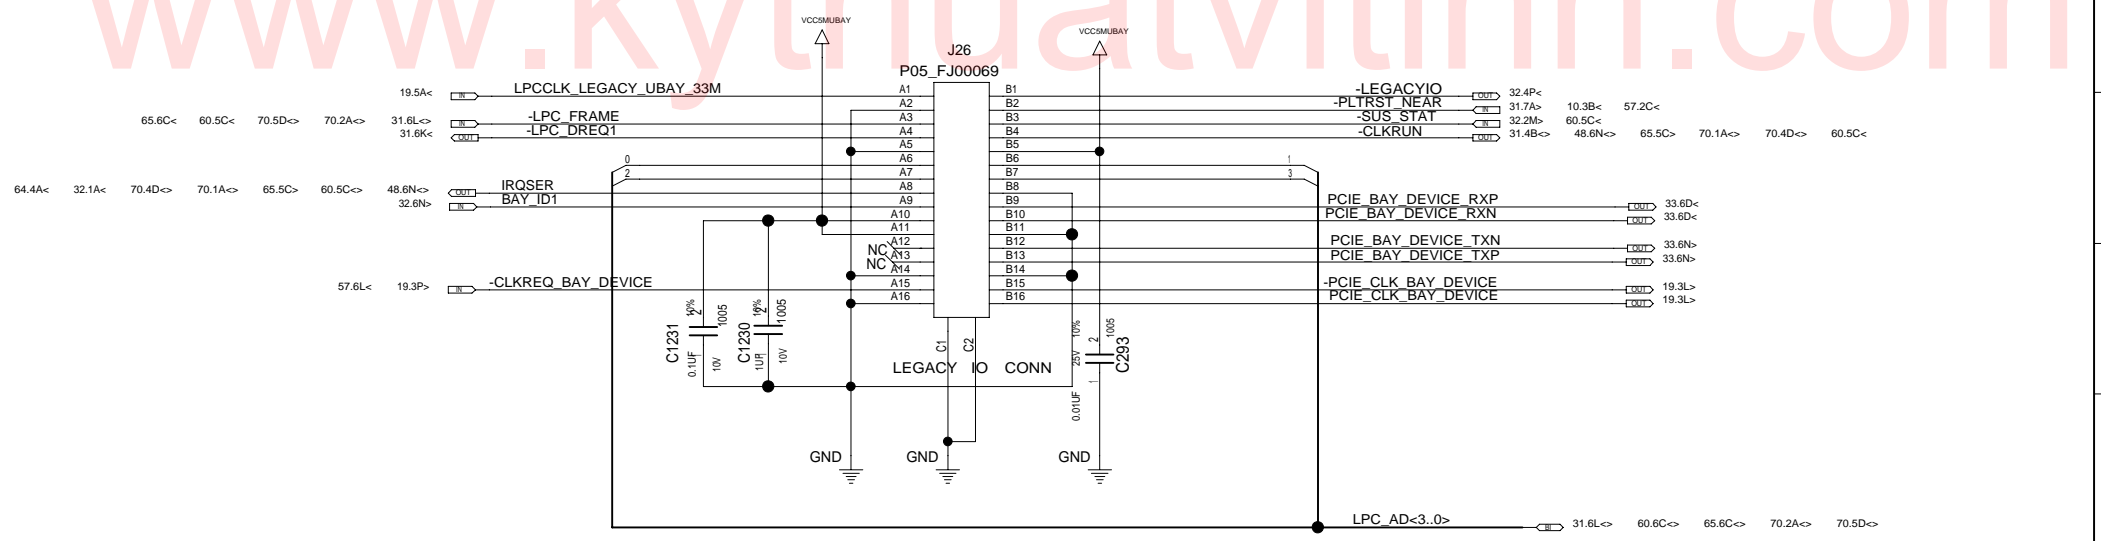 www.kythuatvitinh.com
VCC5MUBAY
VCC5MUBAY
J26
P05_FJ00069
19.5A< IN LPCCLK_LEGACY_UBAY_33M A1 B1 -LEGACYIO OUT 32.4P<
A2 B2 -PLTRST_NEAR IN 31.7A> 10.3B< 57.2C<
65.6C< 60.5C< 70.5D<> 70.2A<> 31.6L<> IN -LPC_FRAME A3 B3 -SUS_STAT IN 32.2M> 60.5C<
31.6K< OUT -LPC_DREQ1 A4 B4 -CLKRUN OUT 31.4B<> 48.6N<> 65.5C> 70.1A<> 70.4D<> 60.5C<
A5 B5
0 A6 B6 1
2 A7 B7 3
64.4A< 32.1A< 70.4D<> 70.1A<> 65.5C> 60.5C<> 48.6N<> OUT IRQSER A8 B8
32.6N> IN BAY_ID1 A9 B9 PCIE_BAY_DEVICE_RXP OUT 33.6D<
A10 B10 PCIE_BAY_DEVICE_RXN OUT 33.6D<
A11 B11
NC A12 B12 PCIE_BAY_DEVICE_TXN OUT 33.6N>
NC A13 B13 PCIE_BAY_DEVICE_TXP OUT 33.6N>
A14 B14
57.6L< 19.3P> IN -CLKREQ_BAY_DEVICE A15 B15 -PCIE_CLK_BAY_DEVICE OUT 19.3L>
A16 B16 PCIE_CLK_BAY_DEVICE OUT 19.3L>
C1231 0.1UF 1 2 10% 1005 10V
C1230 1UF 1 2 10% 1005 10V
C1 C2
LEGACY IO CONN
C293 0.01UF 1 2 25V 10% 1005
GND
GND
GND
LPC_AD<3..0> BI 31.6L<> 60.6C<> 65.6C<> 70.2A<> 70.5D<>